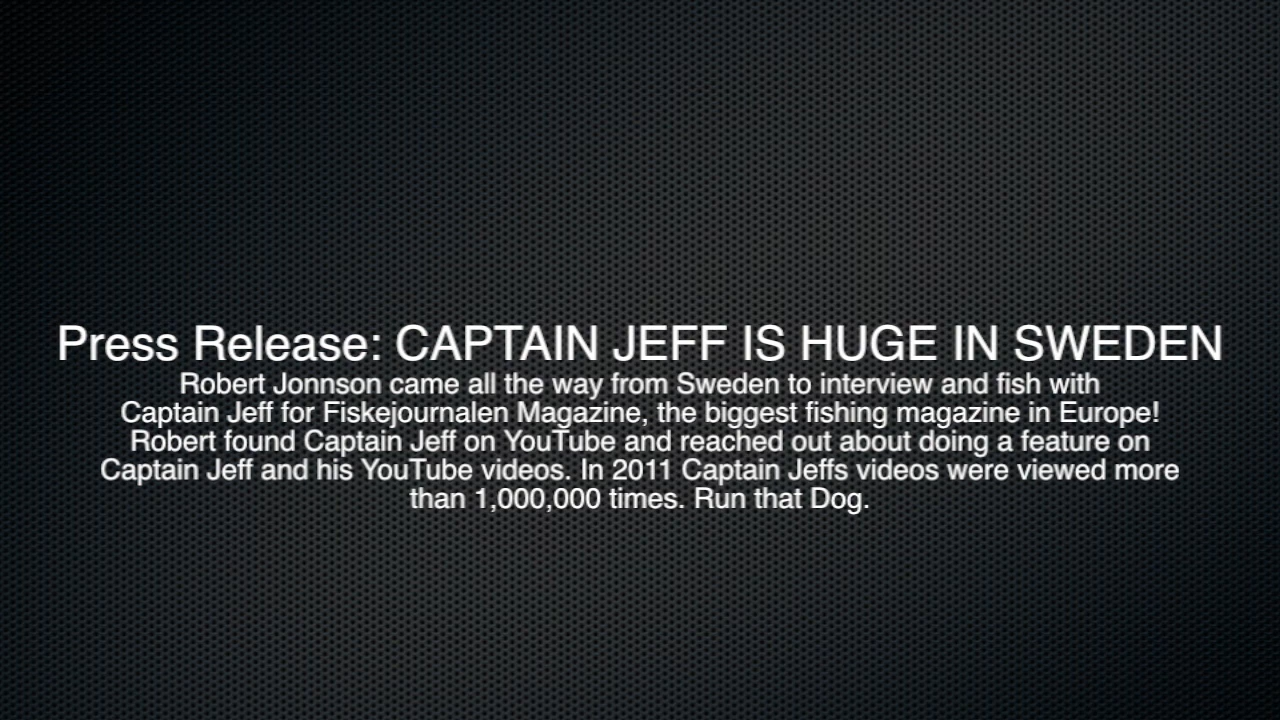 Press Release: CAPTAIN JEFF IS HUGE IN SWEDEN
Robert Jonnson came all the way from Sweden to interview and fish with
Captain Jeff for Fiskejournalen Magazine, the biggest fishing magazine in Europe!
Robert found Captain Jeff on YouTube and reached out about doing a feature on
Captain Jeff and his YouTube videos. In 2011 Captain Jeffs videos were viewed more
than 1,000,000 times. Run that Dog.